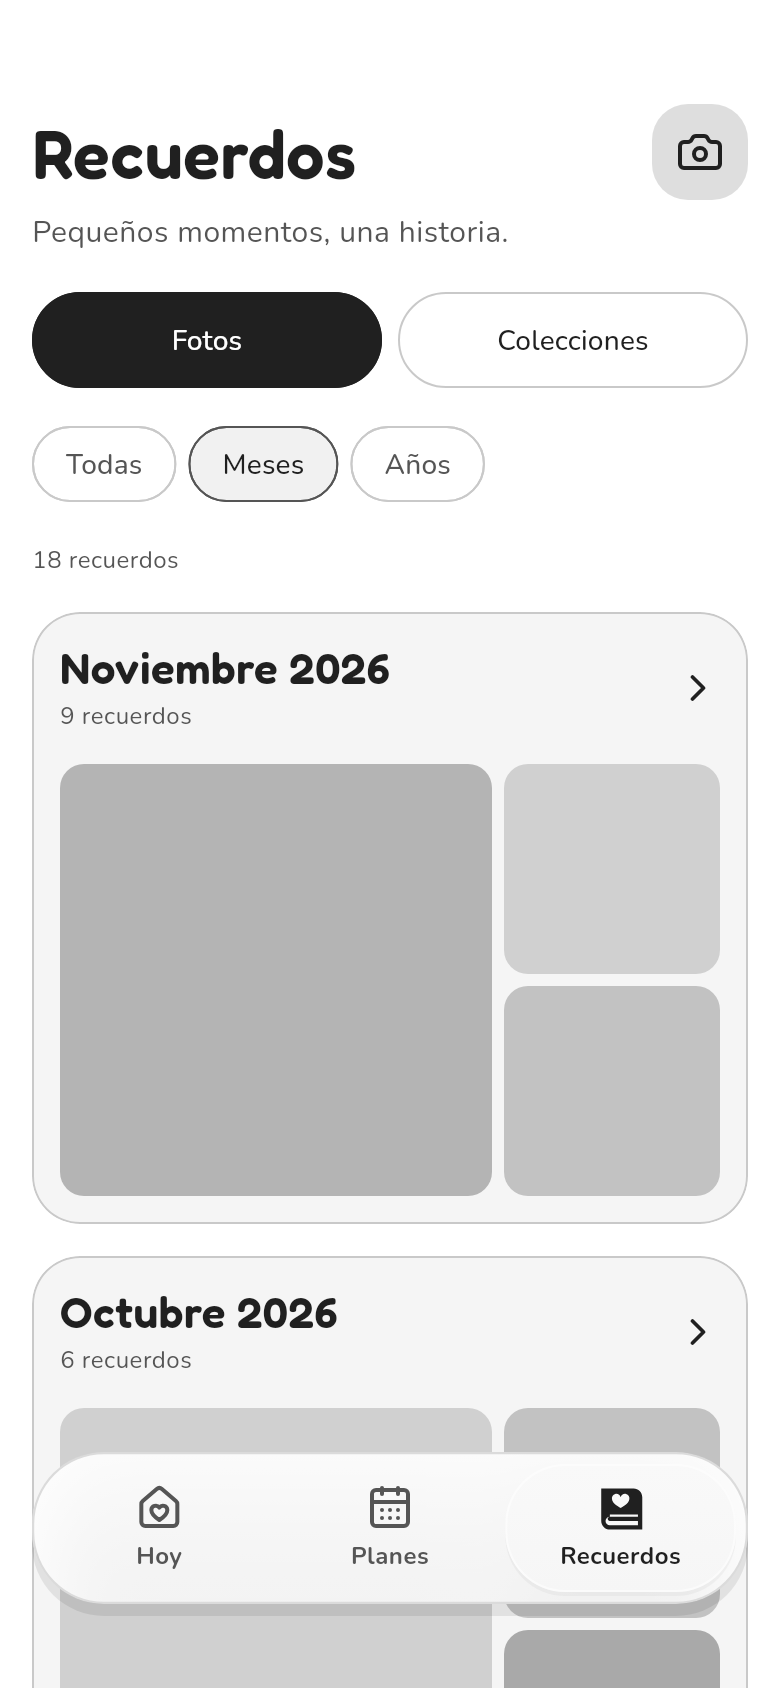 Recuerdos
Pequeños momentos, una historia.
Fotos
Colecciones
Todas
Meses
Años
18 recuerdos
Noviembre 2026
9 recuerdos
Octubre 2026
6 recuerdos
Hoy
Planes
Recuerdos